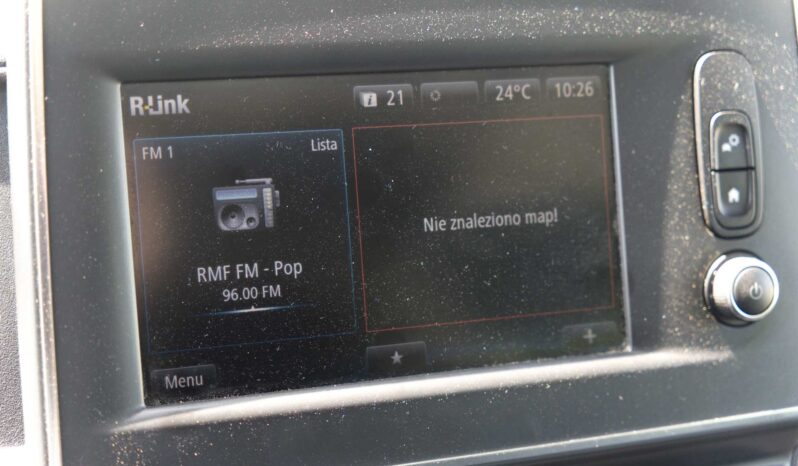 R-Link
21
24°C
10:26
FM 1
Lista
RMF FM - Pop
96.00 FM
Nie znaleziono map!
Menu